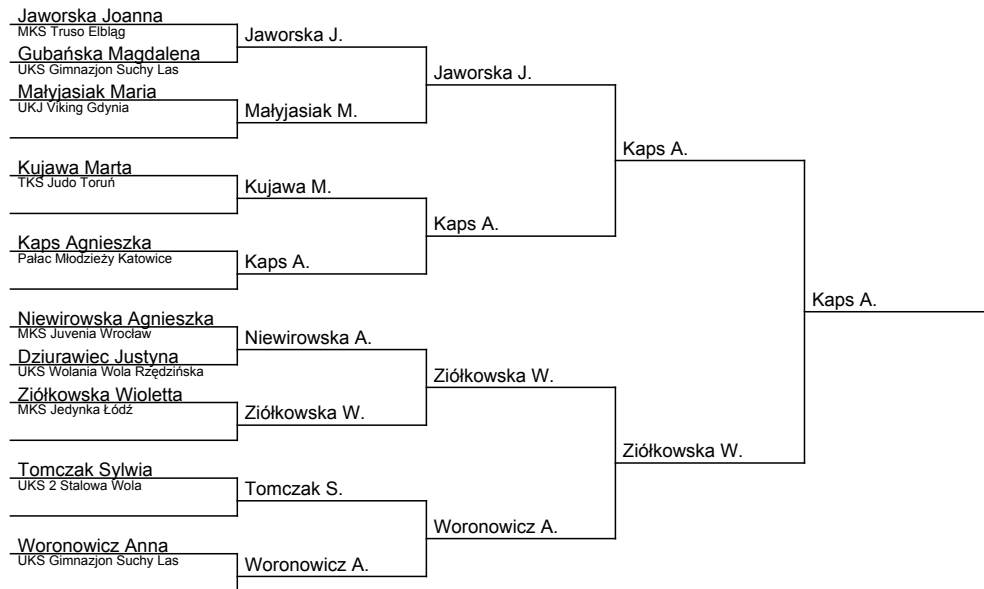 Jaworska Joanna
MKS Truso Elbląg
Jaworska J.
Gubańska Magdalena
UKS Gimnazjon Suchy Las
Jaworska J.
Małyjasiak Maria
UKJ Viking Gdynia
Małyjasiak M.
Kaps A.
Kujawa Marta
TKS Judo Toruń
Kujawa M.
Kaps A.
Kaps Agnieszka
Pałac Młodzieży Katowice
Kaps A.
Kaps A.
Niewirowska Agnieszka
MKS Juvenia Wrocław
Niewirowska A.
Dziurawiec Justyna
UKS Wolania Wola Rzędzińska
Ziółkowska W.
Ziółkowska Wioletta
MKS Jedynka Łódź
Ziółkowska W.
Ziółkowska W.
Tomczak Sylwia
UKS 2 Stalowa Wola
Tomczak S.
Woronowicz A.
Woronowicz Anna
UKS Gimnazjon Suchy Las
Woronowicz A.